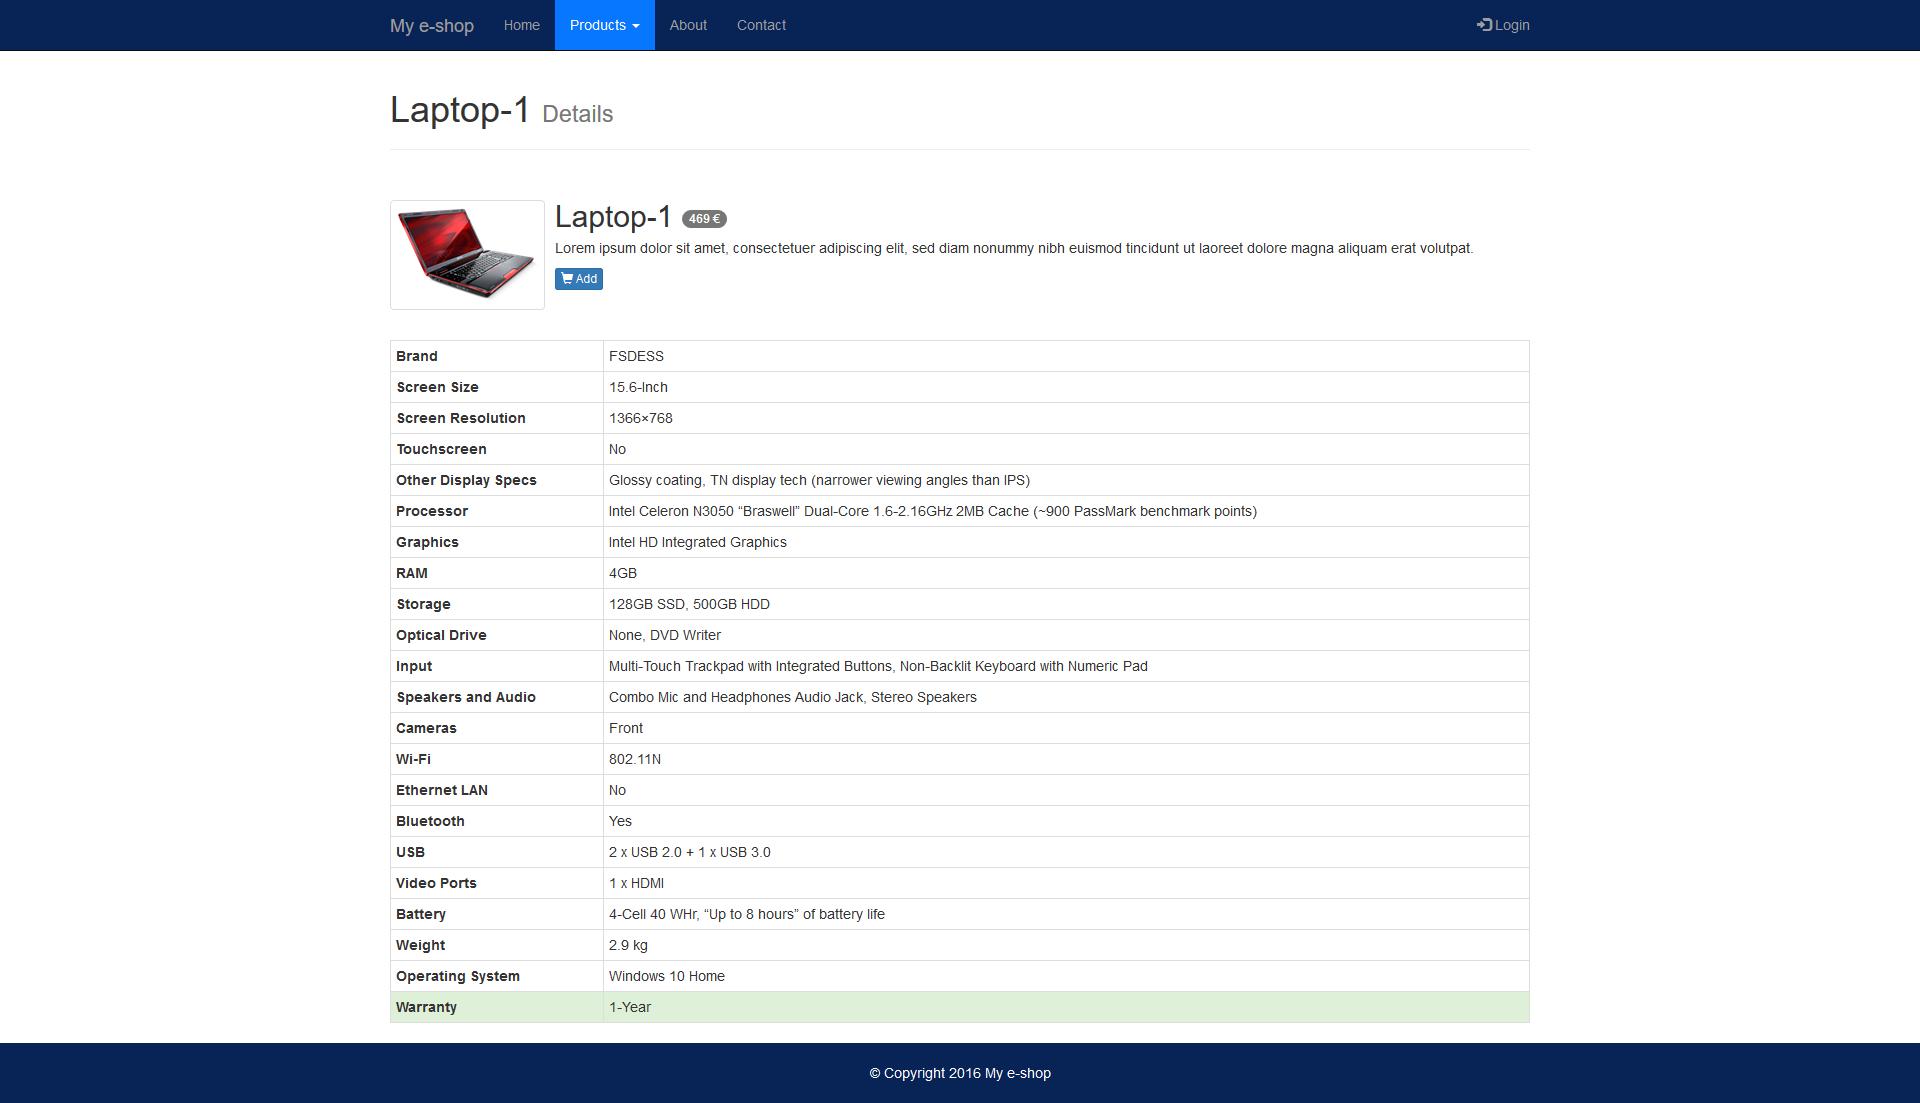 My e-shop Home Products About Contact Login
Laptop-1 Details
Laptop-1 469 €
Lorem ipsum dolor sit amet, consectetuer adipiscing elit, sed diam nonummy nibh euismod tincidunt ut laoreet dolore magna aliquam erat volutpat.
Add
Brand FSDESS
Screen Size 15.6-Inch
Screen Resolution 1366×768
Touchscreen No
Other Display Specs Glossy coating, TN display tech (narrower viewing angles than IPS)
Processor Intel Celeron N3050 “Braswell” Dual-Core 1.6-2.16GHz 2MB Cache (~900 PassMark benchmark points)
Graphics Intel HD Integrated Graphics
RAM 4GB
Storage 128GB SSD, 500GB HDD
Optical Drive None, DVD Writer
Input Multi-Touch Trackpad with Integrated Buttons, Non-Backlit Keyboard with Numeric Pad
Speakers and Audio Combo Mic and Headphones Audio Jack, Stereo Speakers
Cameras Front
Wi-Fi 802.11N
Ethernet LAN No
Bluetooth Yes
USB 2 x USB 2.0 + 1 x USB 3.0
Video Ports 1 x HDMI
Battery 4-Cell 40 WHr, “Up to 8 hours” of battery life
Weight 2.9 kg
Operating System Windows 10 Home
Warranty 1-Year
© Copyright 2016 My e-shop